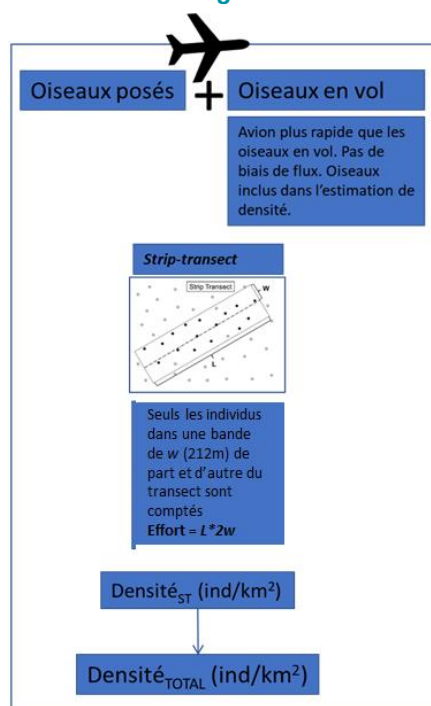 Oiseaux posés
+
Oiseaux en vol
Avion plus rapide que les
oiseaux en vol. Pas de
biais de flux. Oiseaux
inclus dans l'estimation de
densité.
Strip-transect
Strip Transect
W
L
Seuls les individus
dans une bande
de w (212m) de
part et d'autre du
transect sont
comptés
Effort = L*2w
Densité_ST (ind/km²)
Densité_TOTAL (ind/km²)